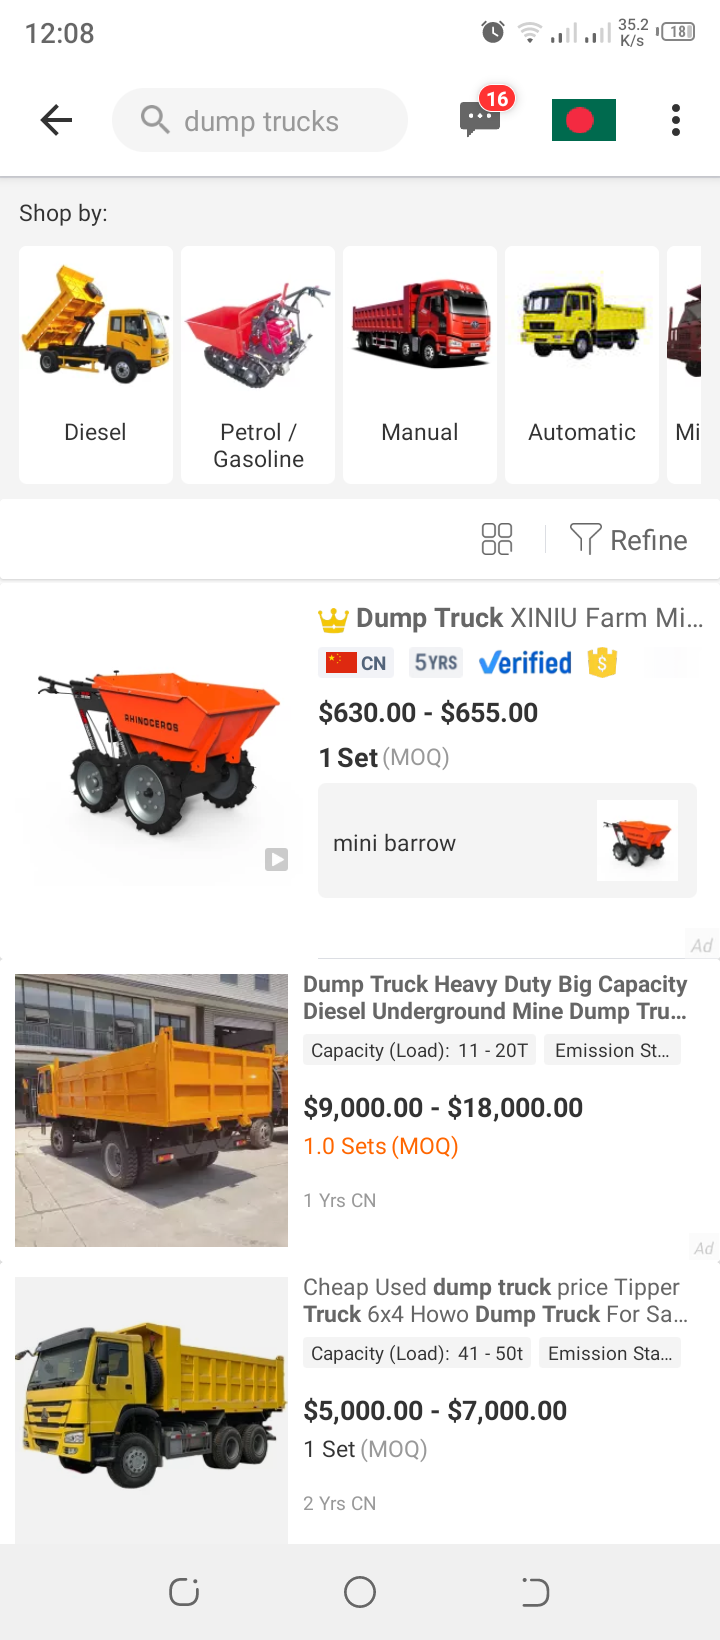 12:08
35.2
K/s
18
dump trucks
16
Shop by:
Diesel
Petrol /
Gasoline
Manual
Automatic
Mi
Dump Truck XINIU Farm Mi...
CN 5YRS Verified $
$630.00 - $655.00
1 Set (MOQ)
RHINOCEROS
mini barrow
Ad
Dump Truck Heavy Duty Big Capacity
Diesel Underground Mine Dump Tru...
Capacity (Load): 11 - 20T Emission St...
$9,000.00 - $18,000.00
1.0 Sets (MOQ)
1 Yrs CN
Ad
Cheap Used dump truck price Tipper
Truck 6x4 Howo Dump Truck For Sa...
Capacity (Load): 41 - 50t Emission Sta...
$5,000.00 - $7,000.00
1 Set (MOQ)
2 Yrs CN
Refine